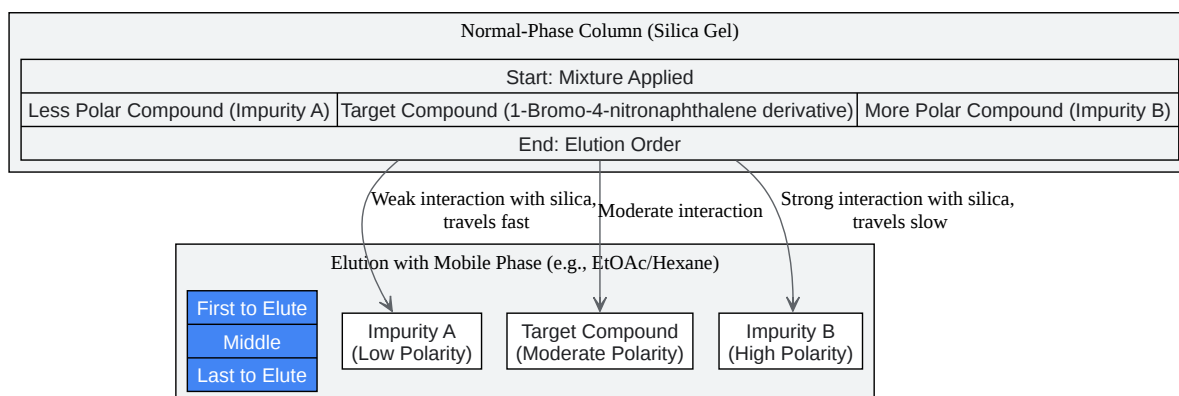 Normal-Phase Column (Silica Gel)
Start: Mixture Applied
Less Polar Compound (Impurity A)
Target Compound (1-Bromo-4-nitronaphthalene derivative)
More Polar Compound (Impurity B)
End: Elution Order
Weak interaction with silica,
travels fast
Moderate interaction
Strong interaction with silica,
travels slow
Elution with Mobile Phase (e.g., EtOAc/Hexane)
First to Elute
Middle
Last to Elute
Impurity A
(Low Polarity)
Target Compound
(Moderate Polarity)
Impurity B
(High Polarity)